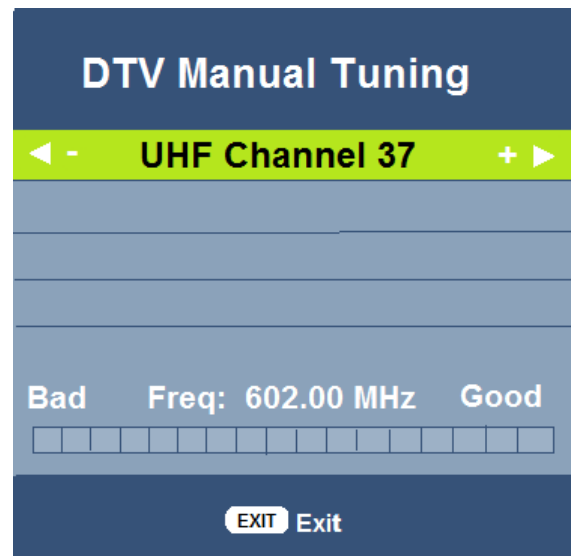 DTV Manual Tuning
- UHF Channel 37 +
Bad Freq: 602.00 MHz Good
EXIT Exit